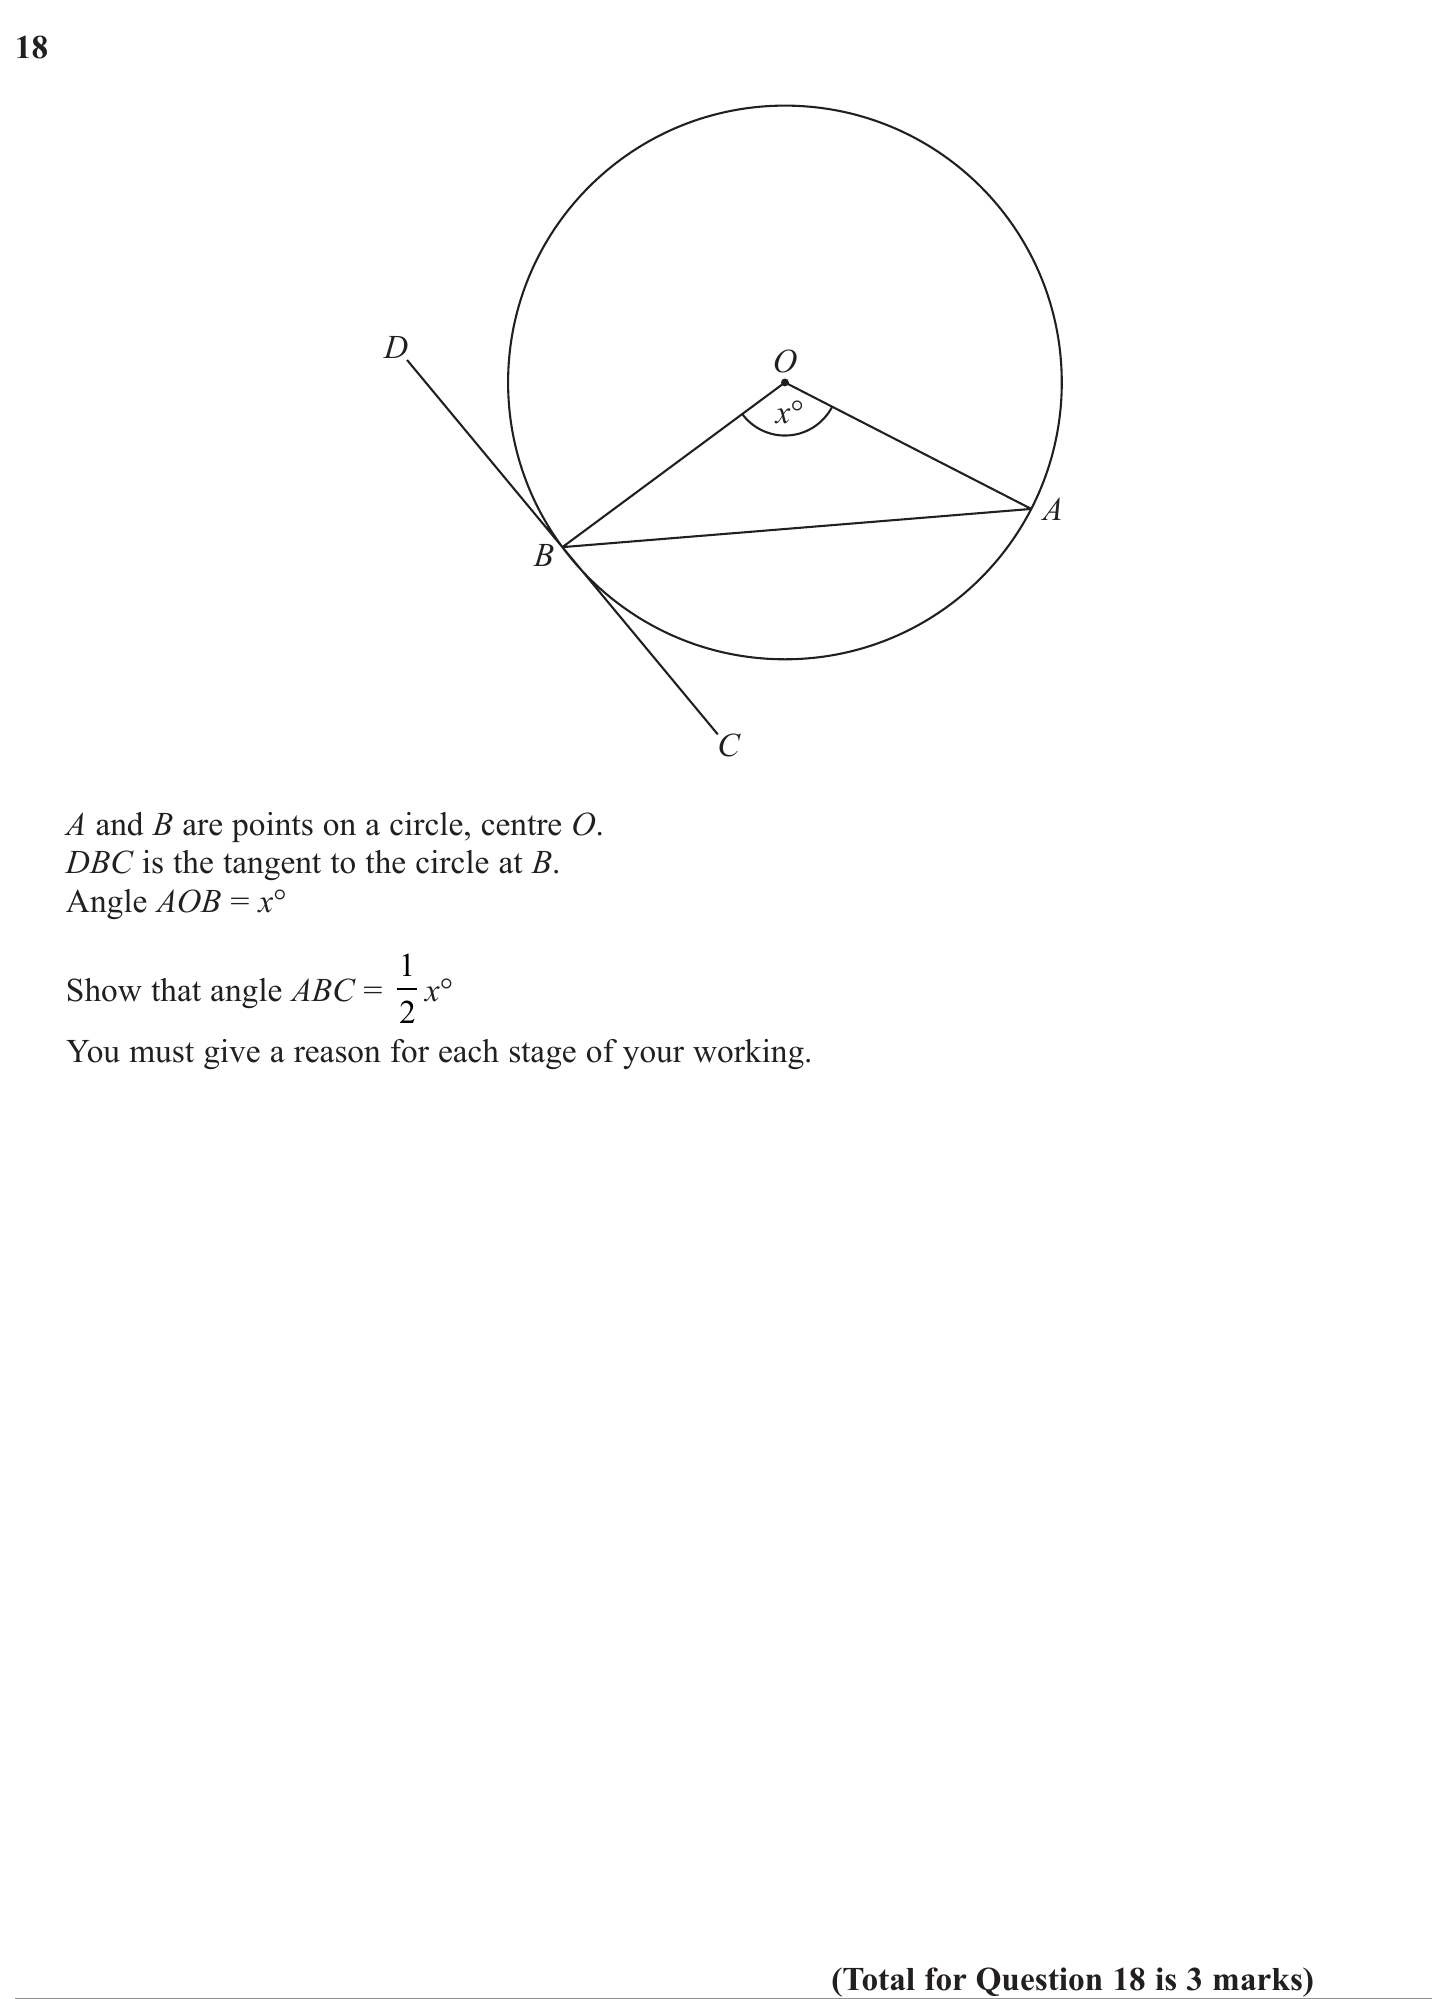 18
D
O
x°
A
B
C
A and B are points on a circle, centre O.
DBC is the tangent to the circle at B.
Angle AOB = x°
Show that angle ABC = 1/2 x°
You must give a reason for each stage of your working.
(Total for Question 18 is 3 marks)